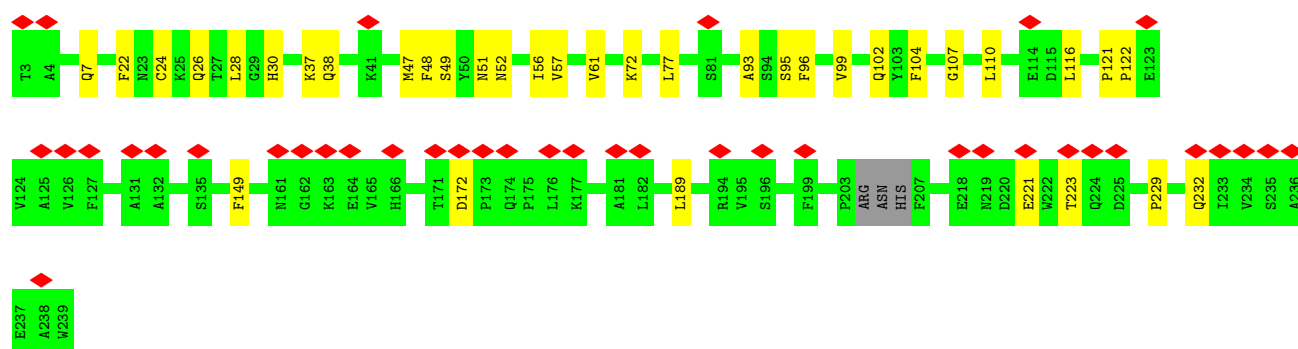 T3 A4 Q7 F22 N23 C24 K25 Q26 T27 L28 G29 H30 K37 Q38 K41 M47 F48 S49 Y50 N51 N52 I56 V57 V61 K72 L77 S81 A93 S94 S95 F96 V99 Q102 Y103 F104 G107 L110 E114 D115 L116 P121 P122 E123
V124 A125 V126 F127 A131 A132 S135 F149 N161 G162 K163 E164 V165 H166 T171 D172 P173 Q174 P175 L176 K177 A181 L182 L189 R194 V195 S196 F199 P203 ARG ASN HIS F207 E218 N219 D220 E221 W222 T223 Q224 D225 P229 Q232 I233 V234 S235 A236
E237 A238 W239